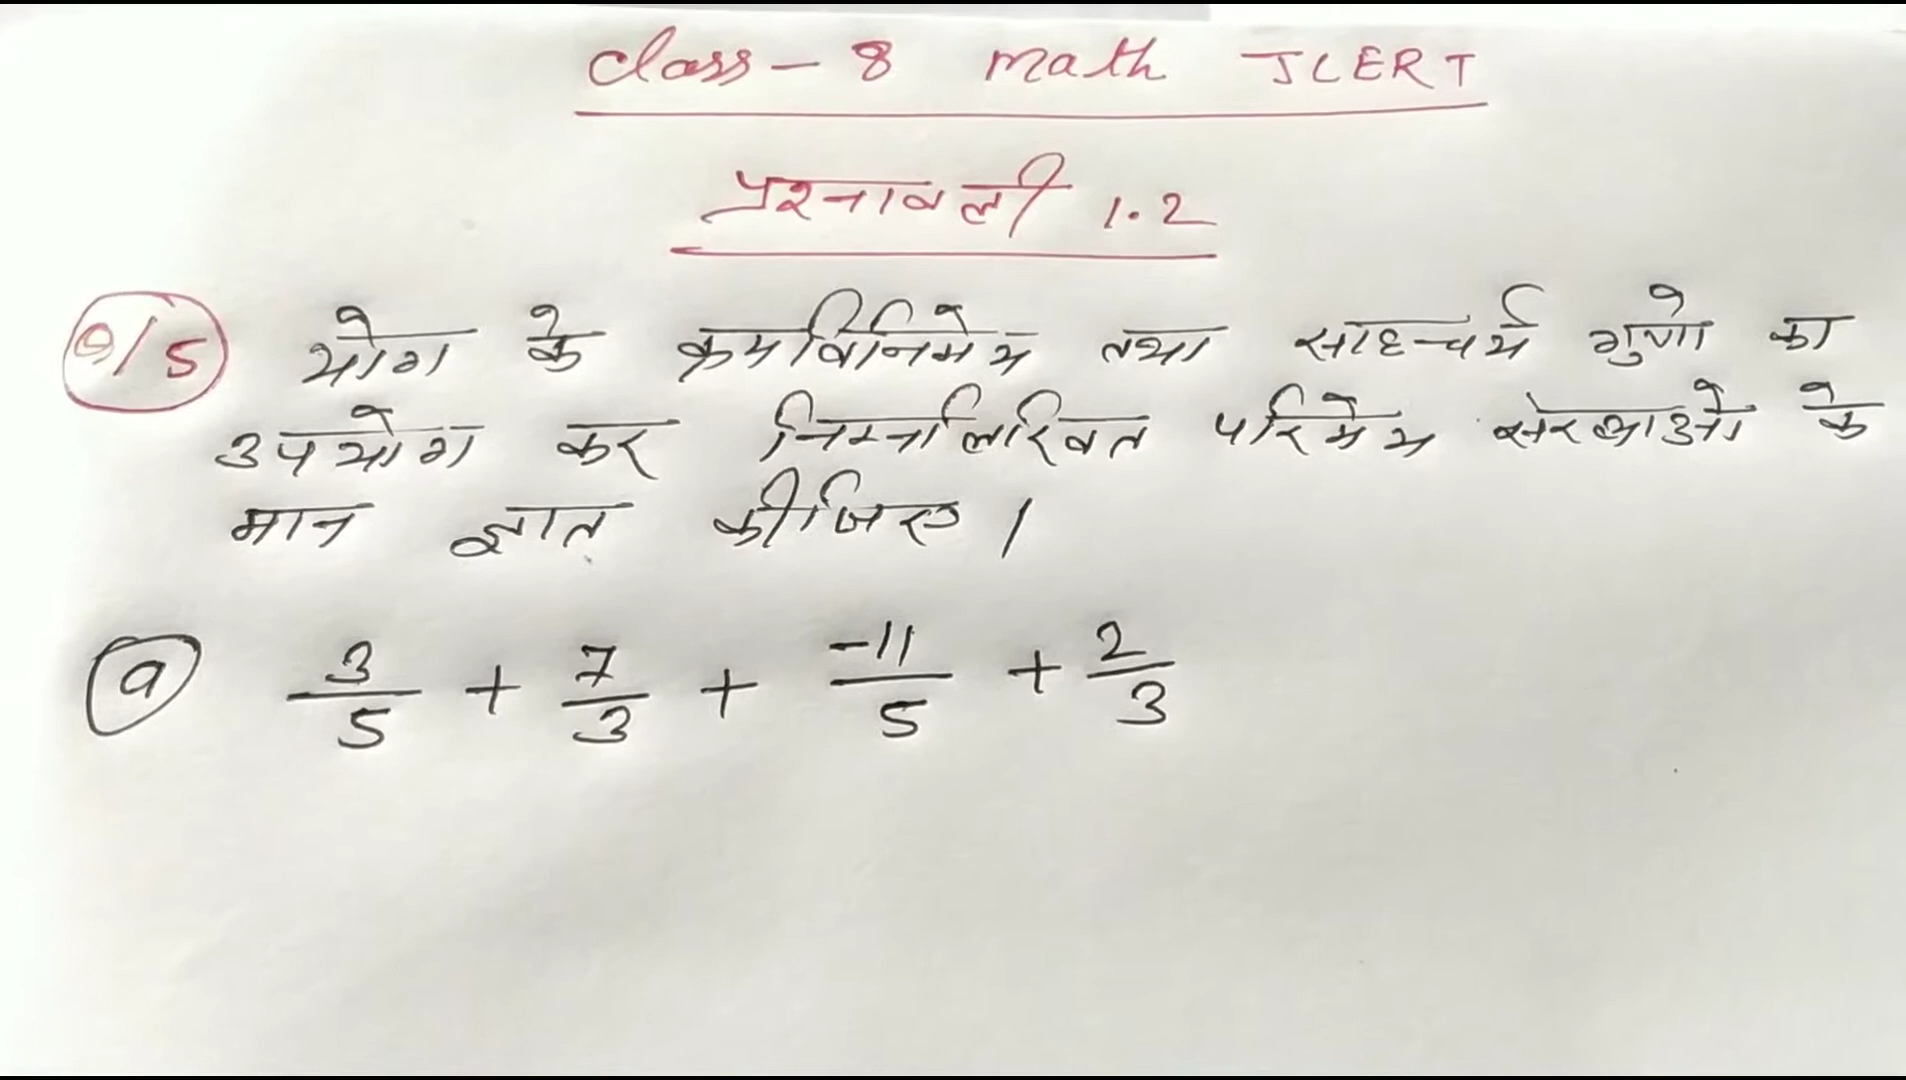 class - 8 math JCERT
प्रश्नावली 1.2
Q/5 योग के क्रमविनिमेय तथा साहचर्य गुणो का
उपयोग कर निम्नलिखित परिमेय संख्याओ के
मान ज्ञात कीजिए ।
(a) 3/5 + 7/3 + -11/5 + 2/3